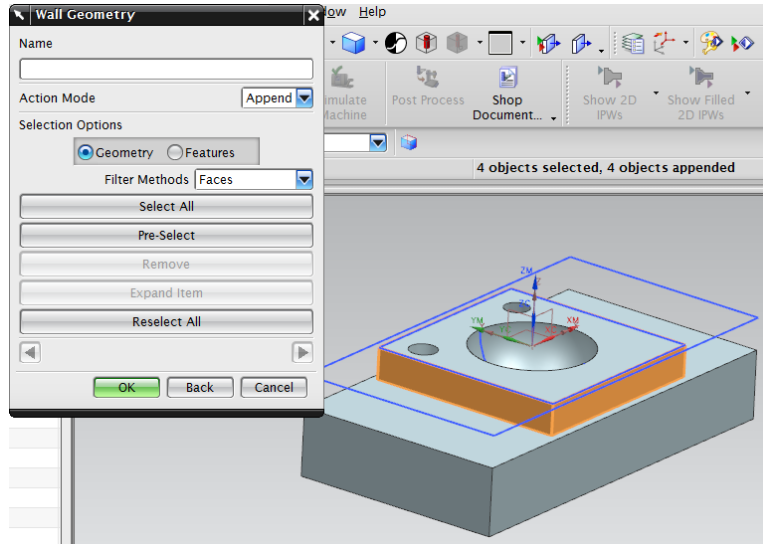 Wall Geometry
Name
Action Mode
Append
Selection Options
Geometry
Features
Filter Methods
Faces
Select All
Pre-Select
Remove
Expand Item
Reselect All
OK
Back
Cancel
Help
Machine
Post Process
Shop
Document...
Show 2D
IPWs
Show Filled
2D IPWs
4 objects selected, 4 objects appended
ZM
ZC
YM
XM